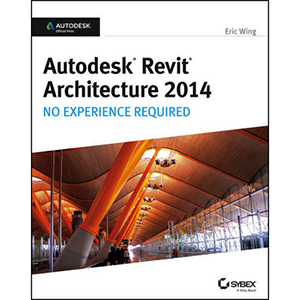 AUTODESK
Official Press
Eric Wing
Autodesk® Revit®
Architecture 2014
NO EXPERIENCE REQUIRED
SYBEX
A Wiley Brand